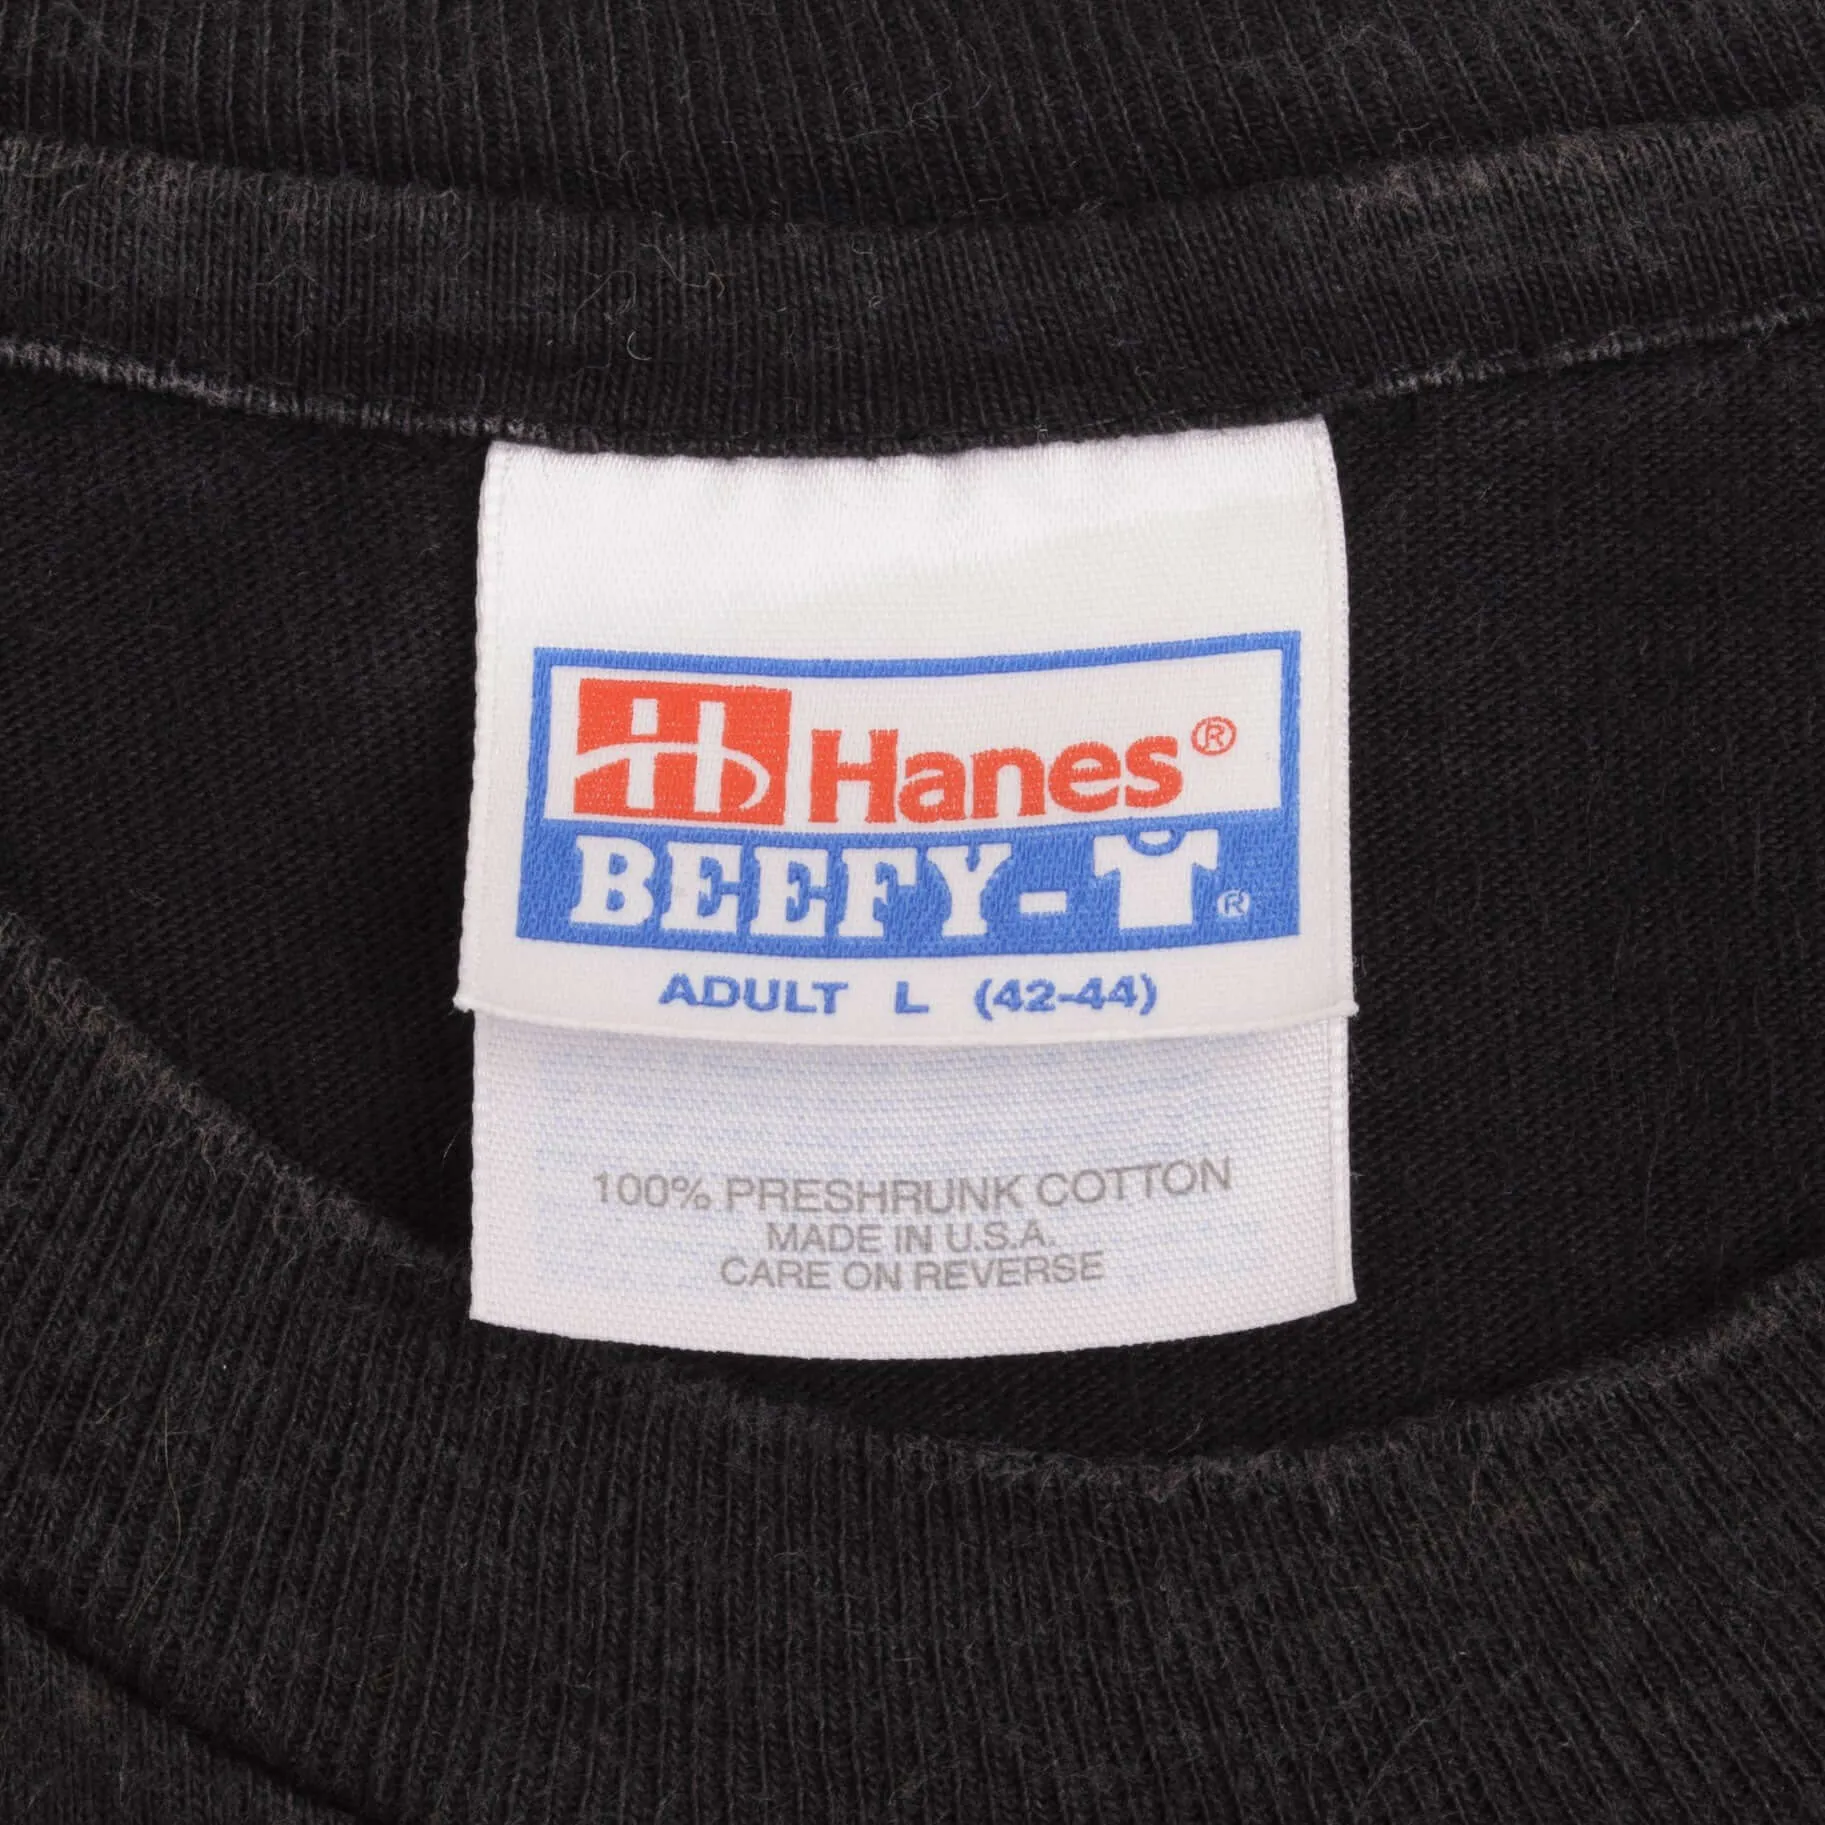 H Hanes®
BEEFY-T®
ADULT L (42-44)
100% PRESHRUNK COTTON
MADE IN U.S.A.
CARE ON REVERSE